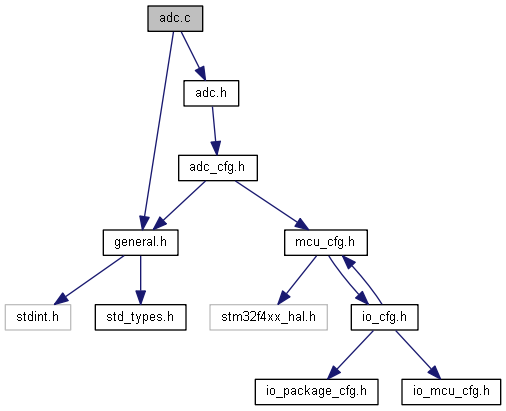 adc.c
adc.h
adc_cfg.h
general.h
mcu_cfg.h
stdint.h
std_types.h
stm32f4xx_hal.h
io_cfg.h
io_package_cfg.h
io_mcu_cfg.h